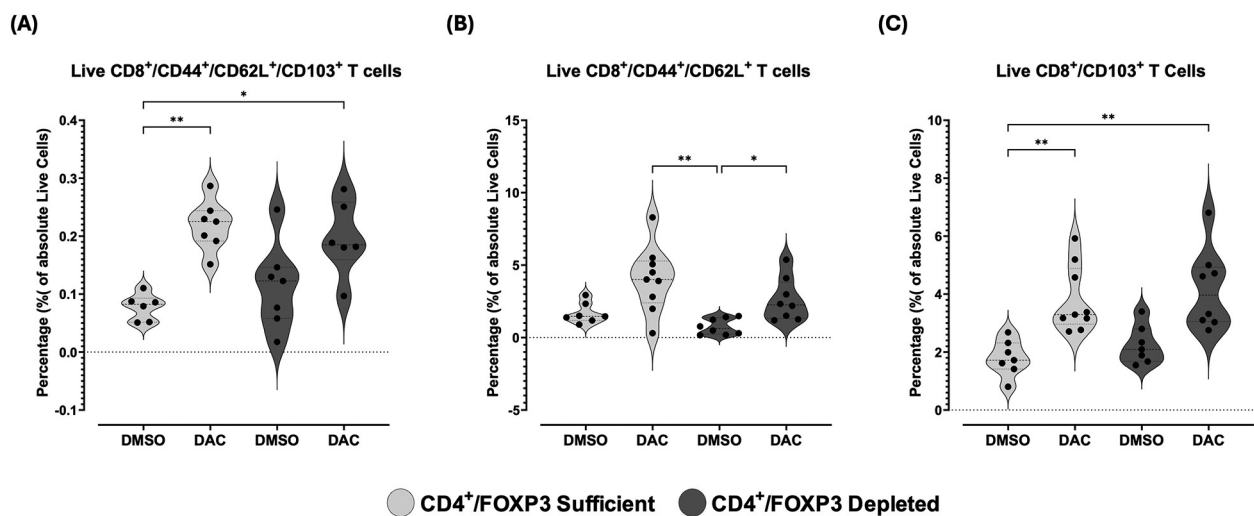 (A)
Live CD8⁺/CD44⁺/CD62L⁺/CD103⁺ T cells
Percentage (%( of absolute Live Cells)
0.4
0.3
0.2
0.1
0.0
-0.1
**
*
DMSO DAC DMSO DAC
(B)
Live CD8⁺/CD44⁺/CD62L⁺ T cells
Percentage (%( of absolute Live Cells)
15
10
5
0
-5
** *
DMSO DAC DMSO DAC
(C)
Live CD8⁺/CD103⁺ T Cells
Percentage (%( of absolute Live Cells)
10
8
6
4
2
0
**
**
DMSO DAC DMSO DAC
CD4⁺/FOXP3 Sufficient CD4⁺/FOXP3 Depleted